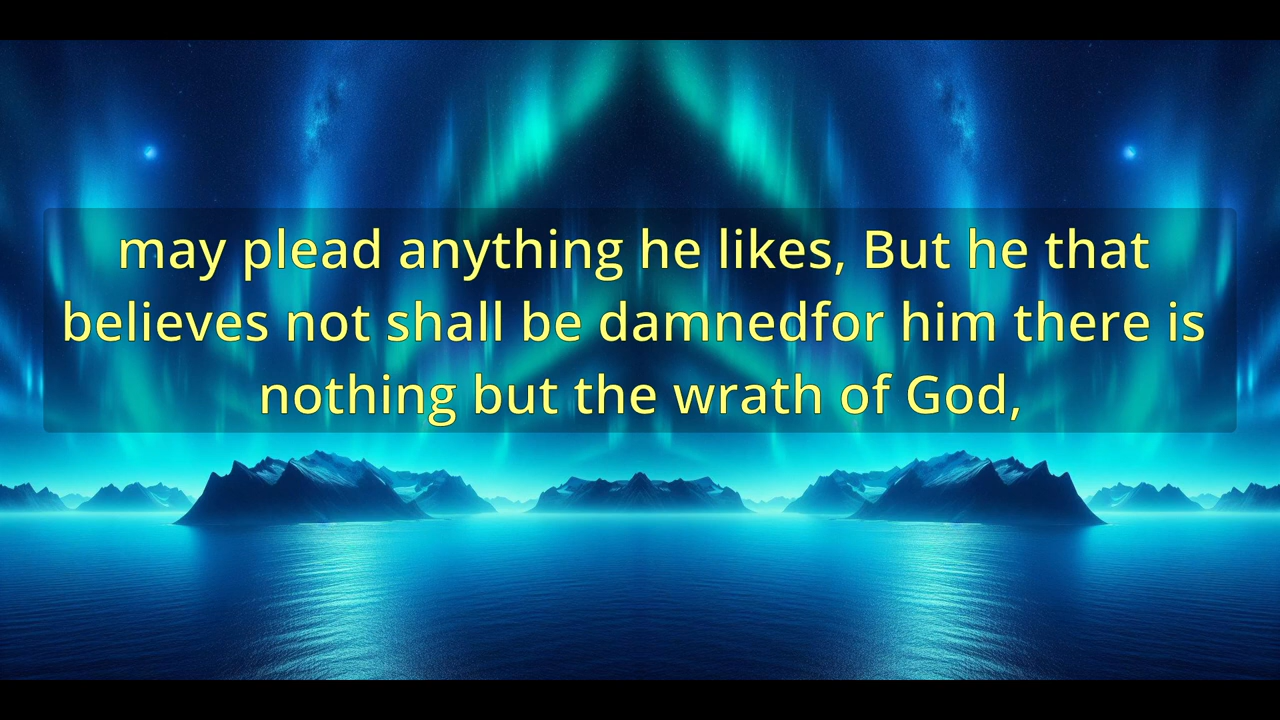 may plead anything he likes, But he that
believes not shall be damnedfor him there is
nothing but the wrath of God,